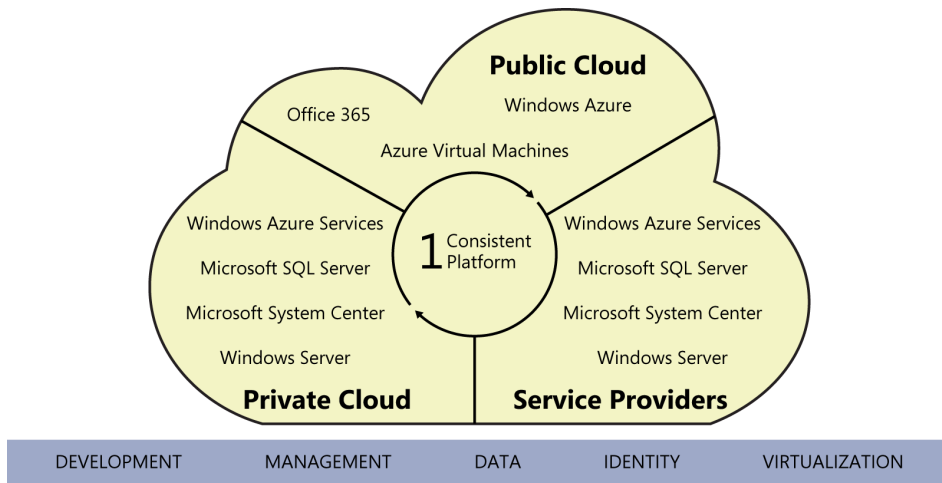 Public Cloud
Office 365
Windows Azure
Azure Virtual Machines
1 Consistent
Platform
Windows Azure Services
Microsoft SQL Server
Microsoft System Center
Windows Server
Private Cloud
Windows Azure Services
Microsoft SQL Server
Microsoft System Center
Windows Server
Service Providers
DEVELOPMENT MANAGEMENT DATA IDENTITY VIRTUALIZATION